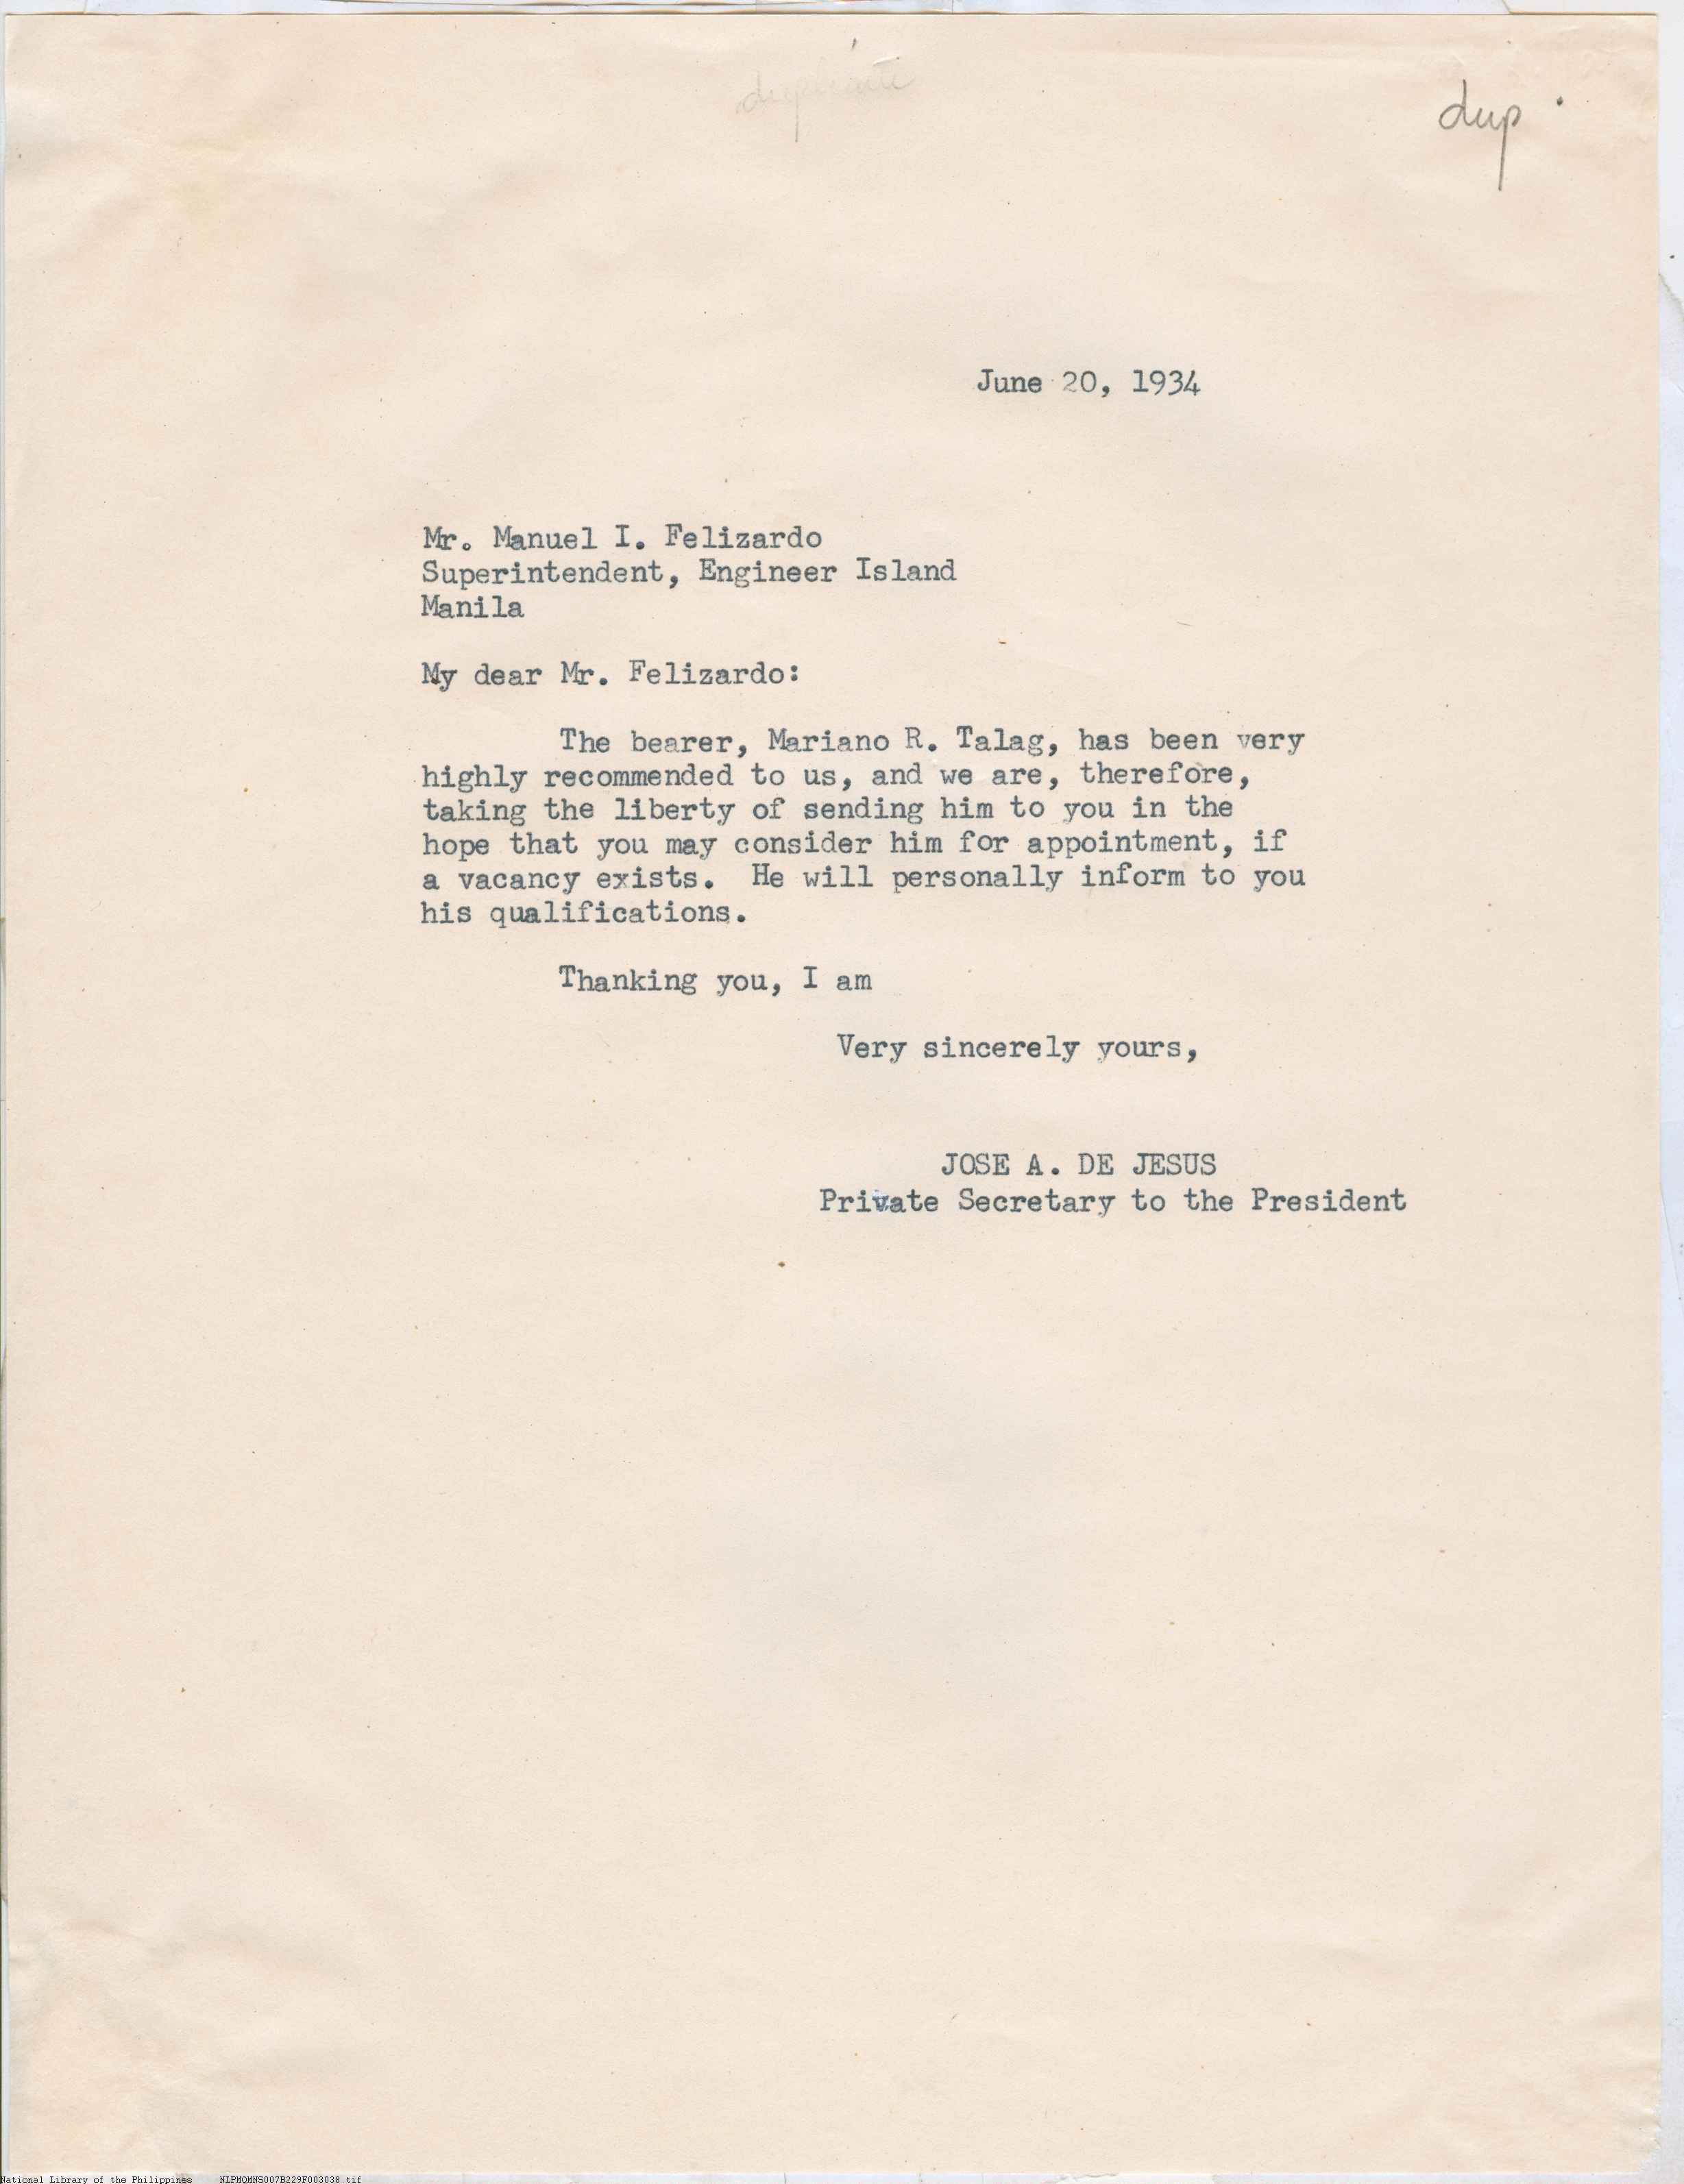 duplicate
dup.
June 20, 1934
Mr. Manuel I. Felizardo
Superintendent, Engineer Island
Manila
My dear Mr. Felizardo:
The bearer, Mariano R. Talag, has been very
highly recommended to us, and we are, therefore,
taking the liberty of sending him to you in the
hope that you may consider him for appointment, if
a vacancy exists. He will personally inform to you
his qualifications.
Thanking you, I am
Very sincerely yours,
JOSE A. DE JESUS
Private Secretary to the President
National Library of the Philippines NLPMQMNS007B229F003038.tif